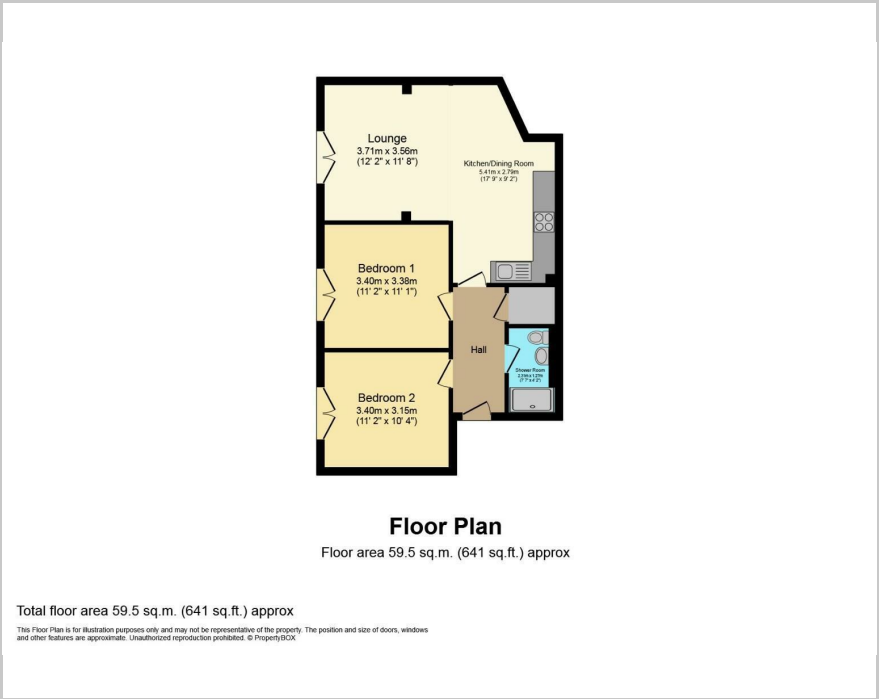 Lounge
3.71m x 3.56m
(12' 2" x 11' 8")
Kitchen/Dining Room
5.41m x 2.79m
(17' 9" x 9' 2")
Bedroom 1
3.40m x 3.38m
(11' 2" x 11' 1")
Hall
Shower Room
Bedroom 2
3.40m x 3.15m
(11' 2" x 10' 4")
Floor Plan
Floor area 59.5 sq.m. (641 sq.ft.) approx
Total floor area 59.5 sq.m. (641 sq.ft.) approx
This Floor Plan is for illustration purposes only and may not be representative of the property. The position and size of doors, windows
and other features are approximate. Unauthorized reproduction prohibited. © PropertyBOX